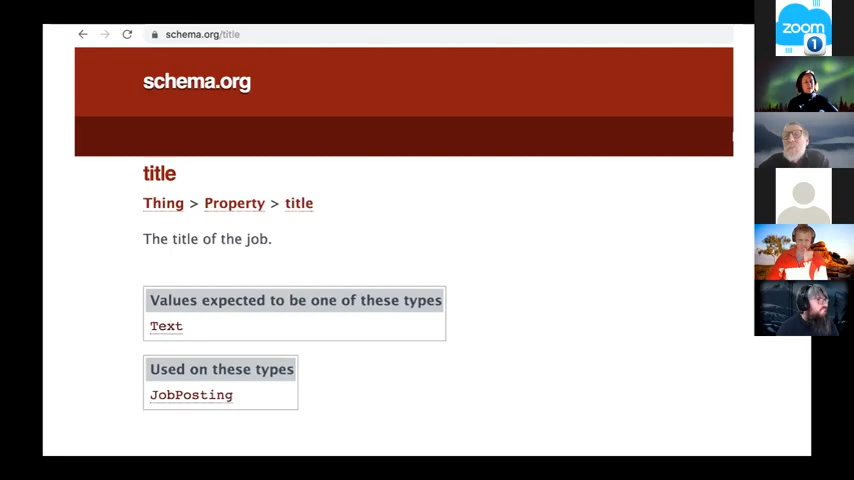 schema.org/title
schema.org
title
Thing > Property > title
The title of the job.
Values expected to be one of these types
Text
Used on these types
JobPosting
zoom
1